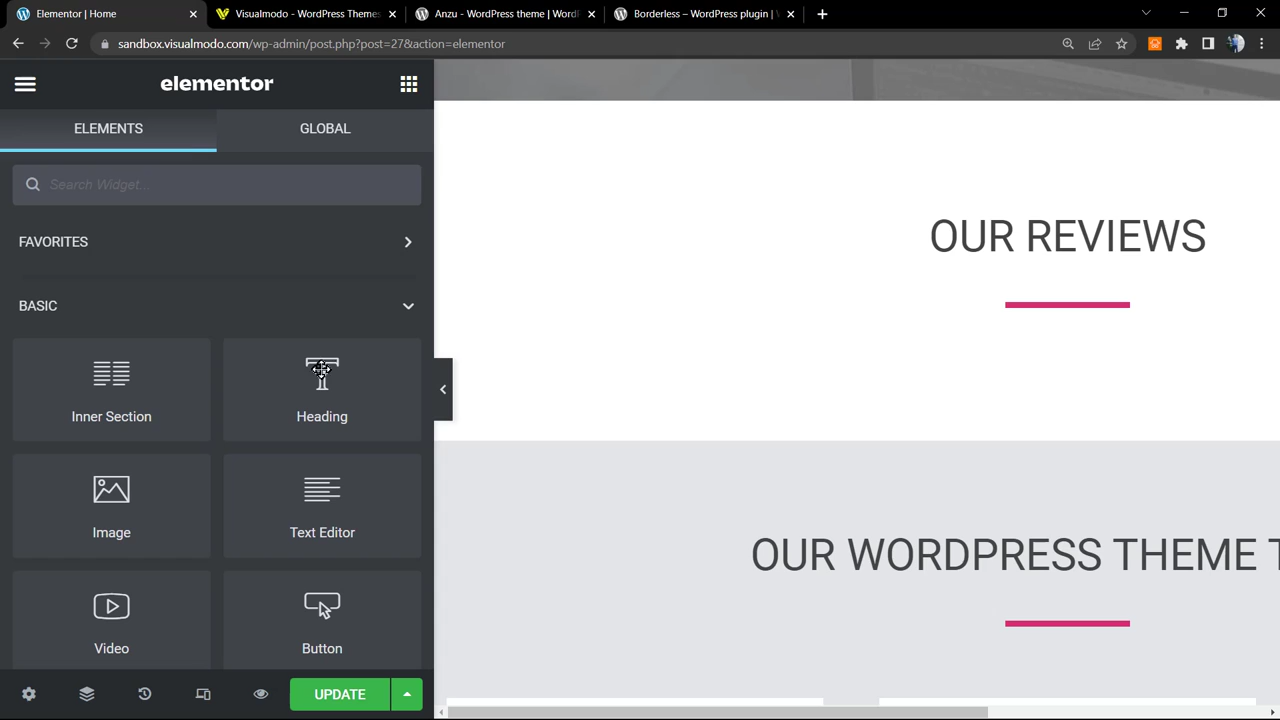 Elementor | Home
Visualmodo - WordPress Themes
Anzu - WordPress theme | Word
Borderless – WordPress plugin |
sandbox.visualmodo.com/wp-admin/post.php?post=27&action=elementor
elementor
ELEMENTS
GLOBAL
Search Widget...
FAVORITES
BASIC
Inner Section
Heading
Image
Text Editor
Video
Button
UPDATE
OUR REVIEWS
OUR WORDPRESS THEME